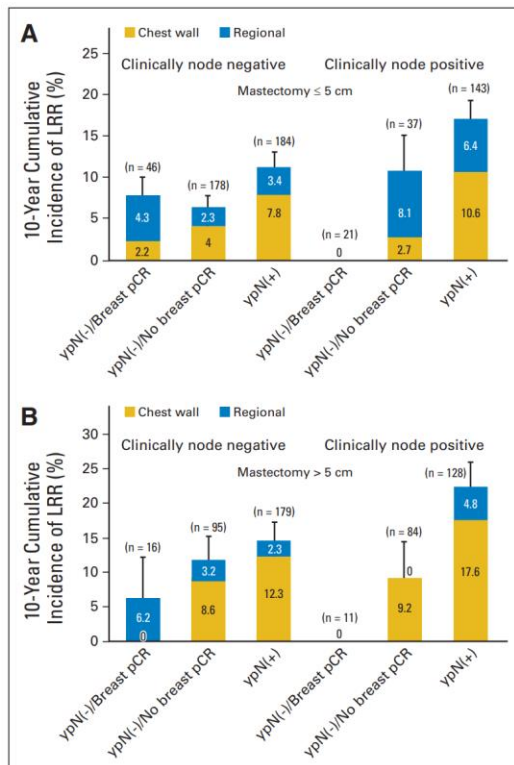 A
Chest wall Regional
25
20
15
10
5
0
10-Year Cumulative
Incidence of LRR (%)
Clinically node negative Clinically node positive
Mastectomy ≤ 5 cm
(n = 46)
4.3
2.2
(n = 178)
2.3
4
(n = 184)
3.4
7.8
(n = 21)
0
(n = 37)
8.1
2.7
(n = 143)
6.4
10.6
ypN(-)/Breast pCR
ypN(-)/No breast pCR
ypN(+)
ypN(-)/Breast pCR
ypN(-)/No breast pCR
ypN(+)
B
Chest wall Regional
30
25
20
15
10
5
0
10-Year Cumulative
Incidence of LRR (%)
Clinically node negative Clinically node positive
Mastectomy > 5 cm
(n = 16)
6.2
0
(n = 95)
3.2
8.6
(n = 179)
2.3
12.3
(n = 11)
0
(n = 84)
0
9.2
(n = 128)
4.8
17.6
ypN(-)/Breast pCR
ypN(-)/No breast pCR
ypN(+)
ypN(-)/Breast pCR
ypN(-)/No breast pCR
ypN(+)